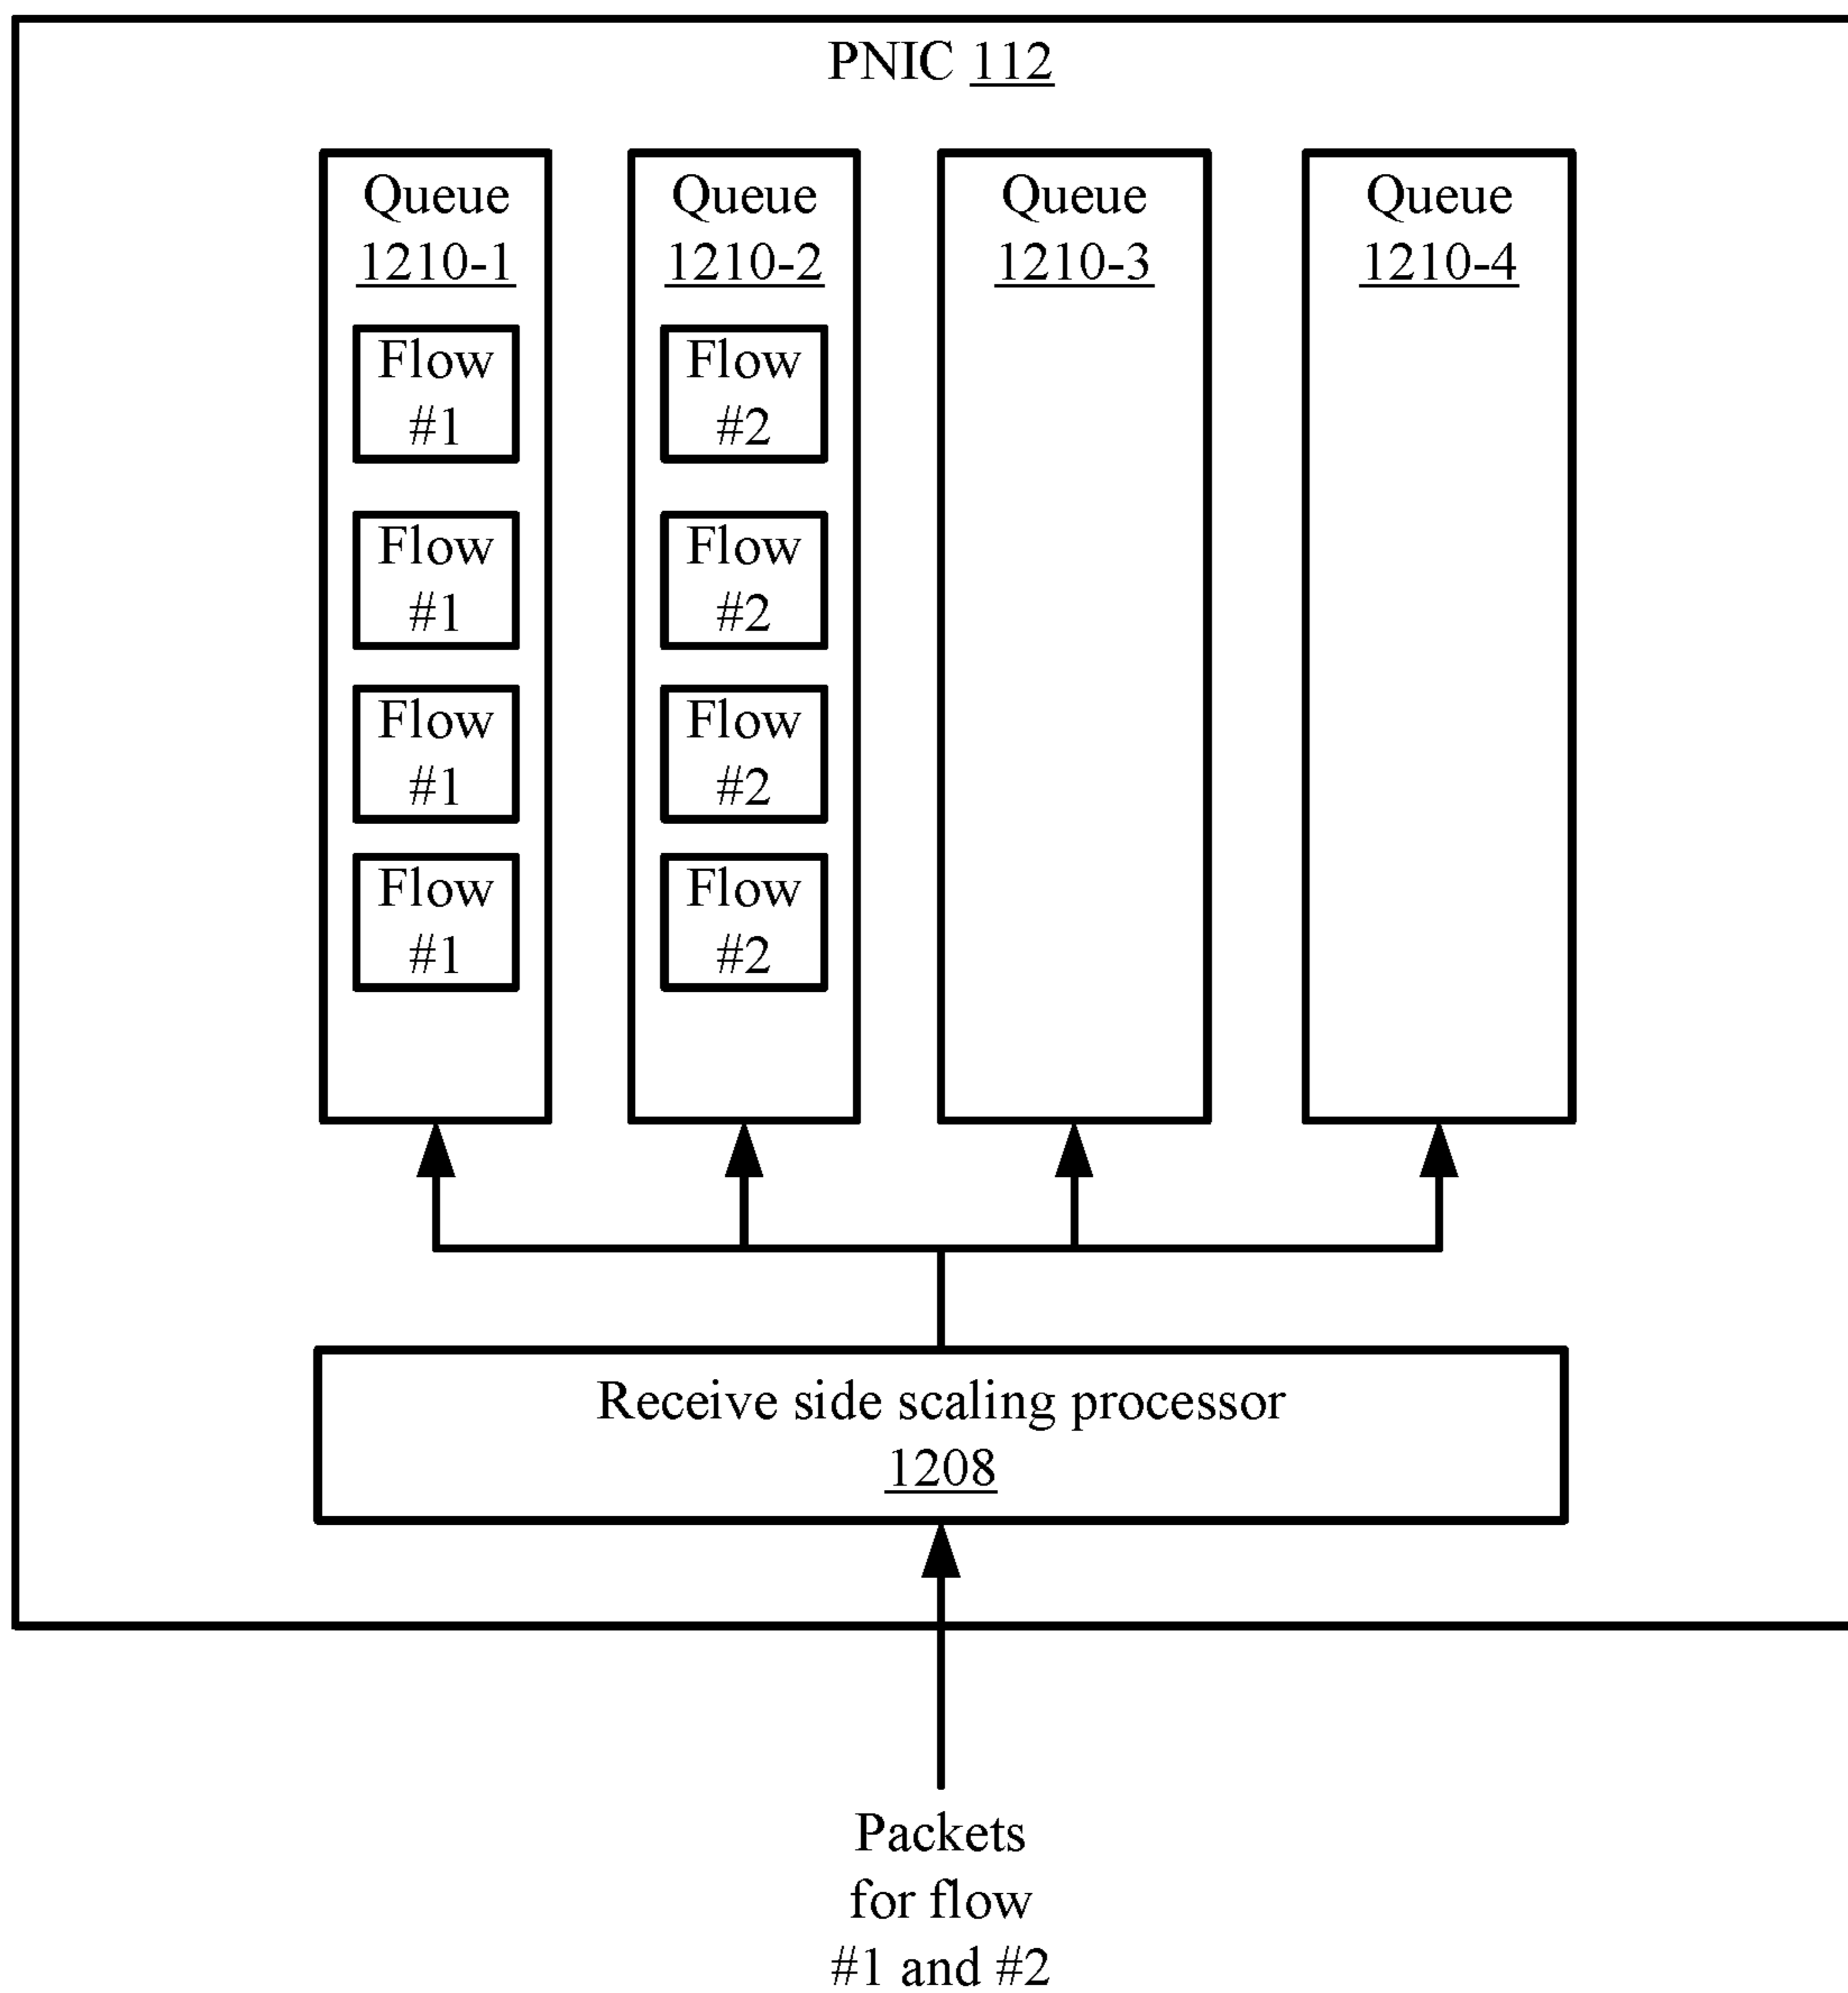 PNIC 112
Queue
1210-1
Flow
#1
Flow
#1
Flow
#1
Flow
#1
Queue
1210-2
Flow
#2
Flow
#2
Flow
#2
Flow
#2
Queue
1210-3
Queue
1210-4
Receive side scaling processor
1208
Packets
for flow
#1 and #2